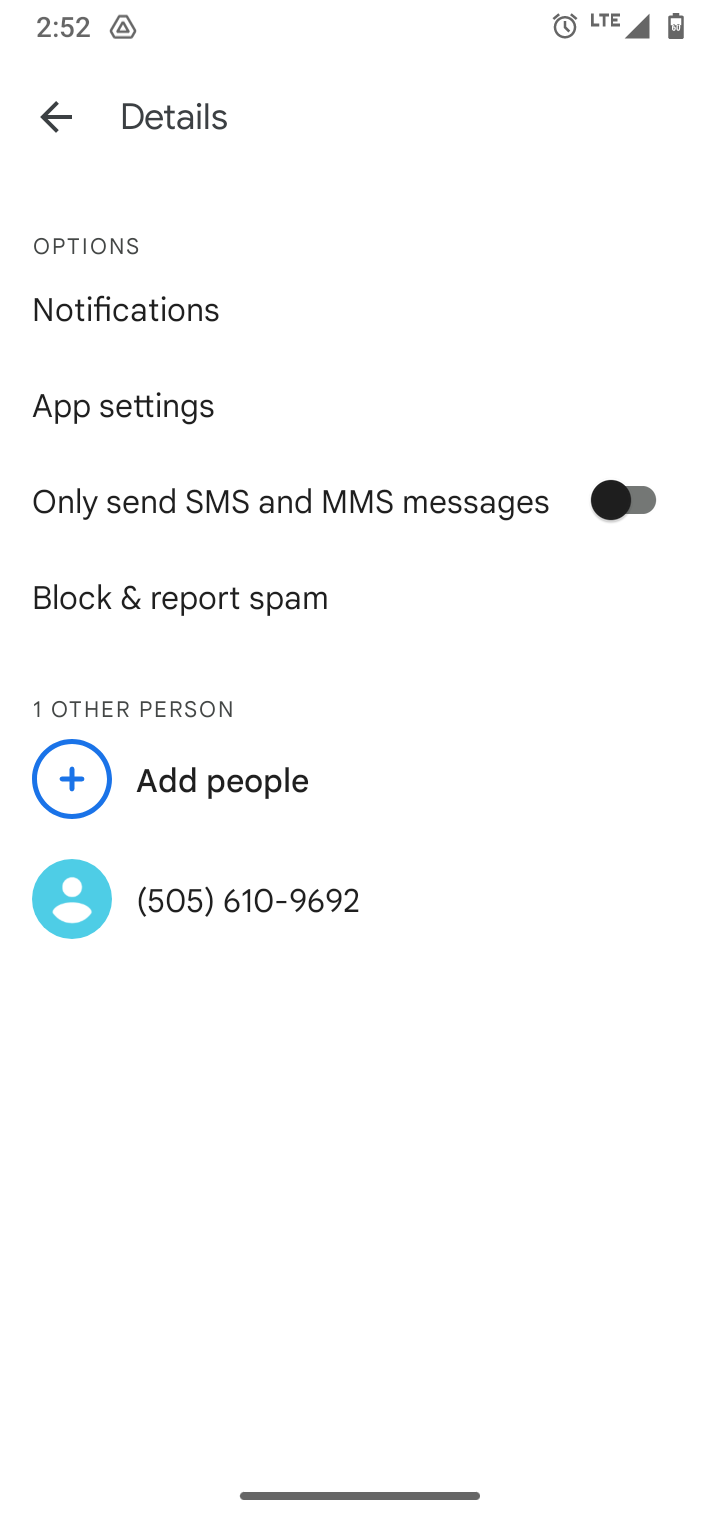 2:52 LTE
Details
OPTIONS
Notifications
App settings
Only send SMS and MMS messages
Block & report spam
1 OTHER PERSON
Add people
(505) 610-9692